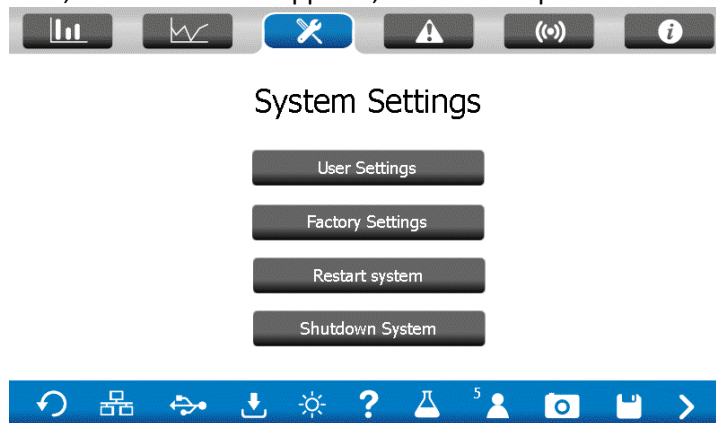 System Settings
User Settings
Factory Settings
Restart system
Shutdown System
? 5